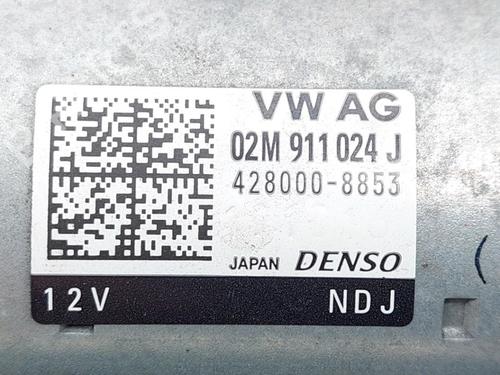 VW AG
02M 911 024 J
428000-8853
JAPAN DENSO
12V NDJ